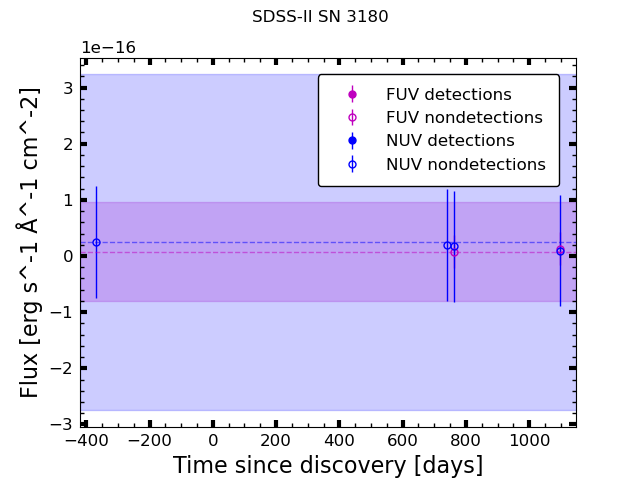 SDSS-II SN 3180
1e−16
FUV detections
FUV nondetections
NUV detections
NUV nondetections
3
2
1
0
−1
−2
−3
Flux [erg s^-1 Å^-1 cm^-2]
−400 −200 0 200 400 600 800 1000
Time since discovery [days]